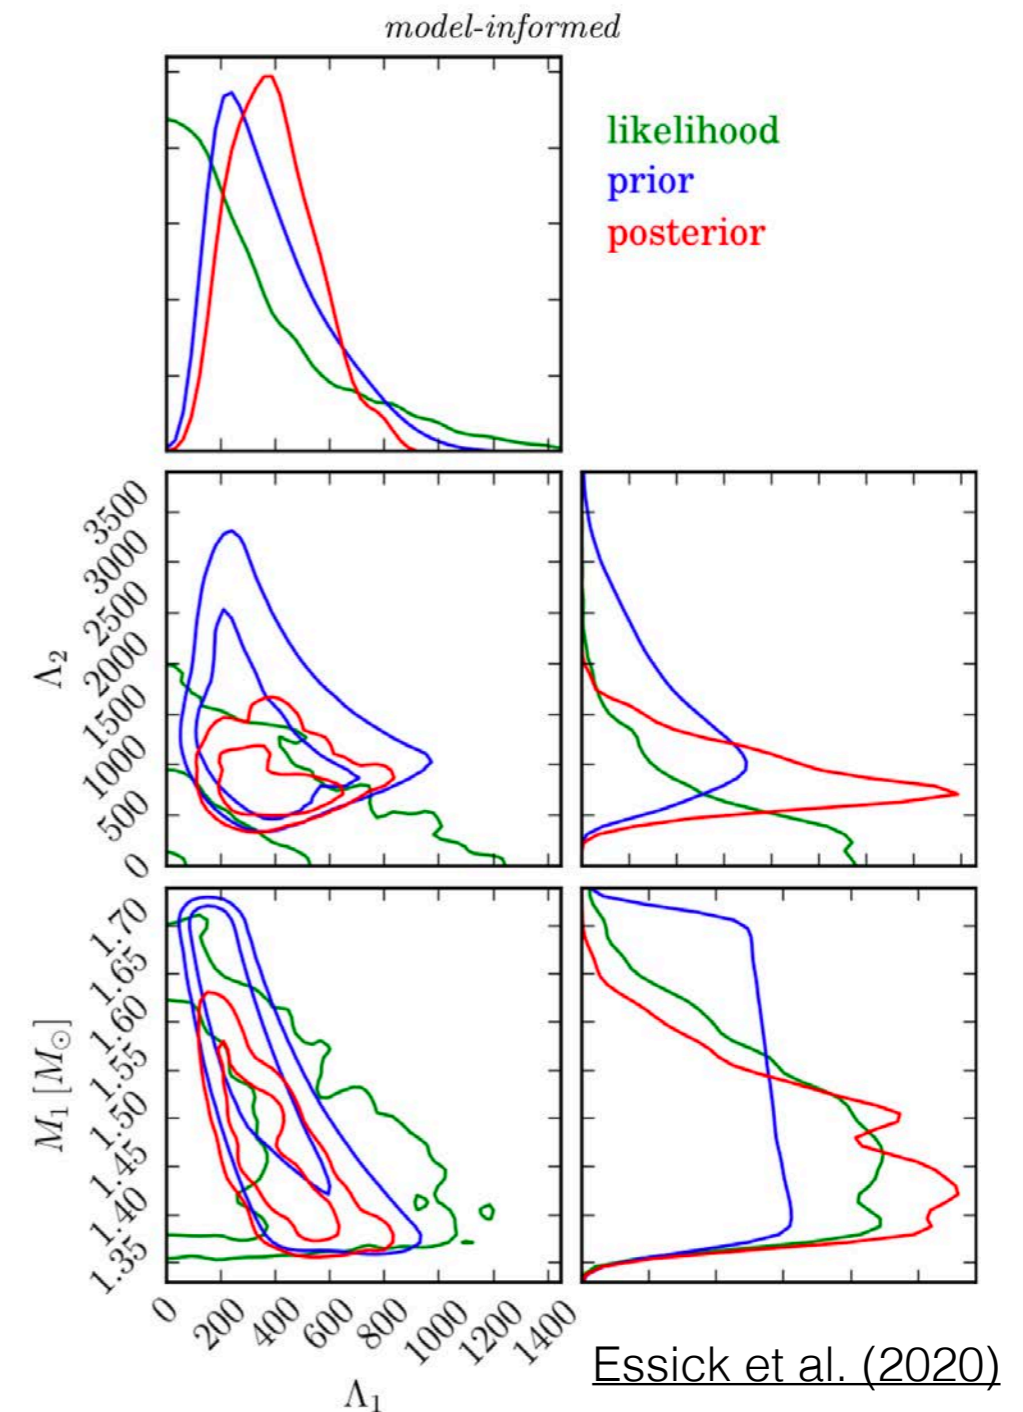 model-informed
likelihood
prior
posterior
3500
3000
2500
2000
1500
1000
500
0
Λ₂
1.70
1.65
1.60
1.55
1.50
1.45
1.40
1.35
M₁ [M☉]
0 200 400 600 800 1000 1200 1400
Λ₁
Essick et al. (2020)